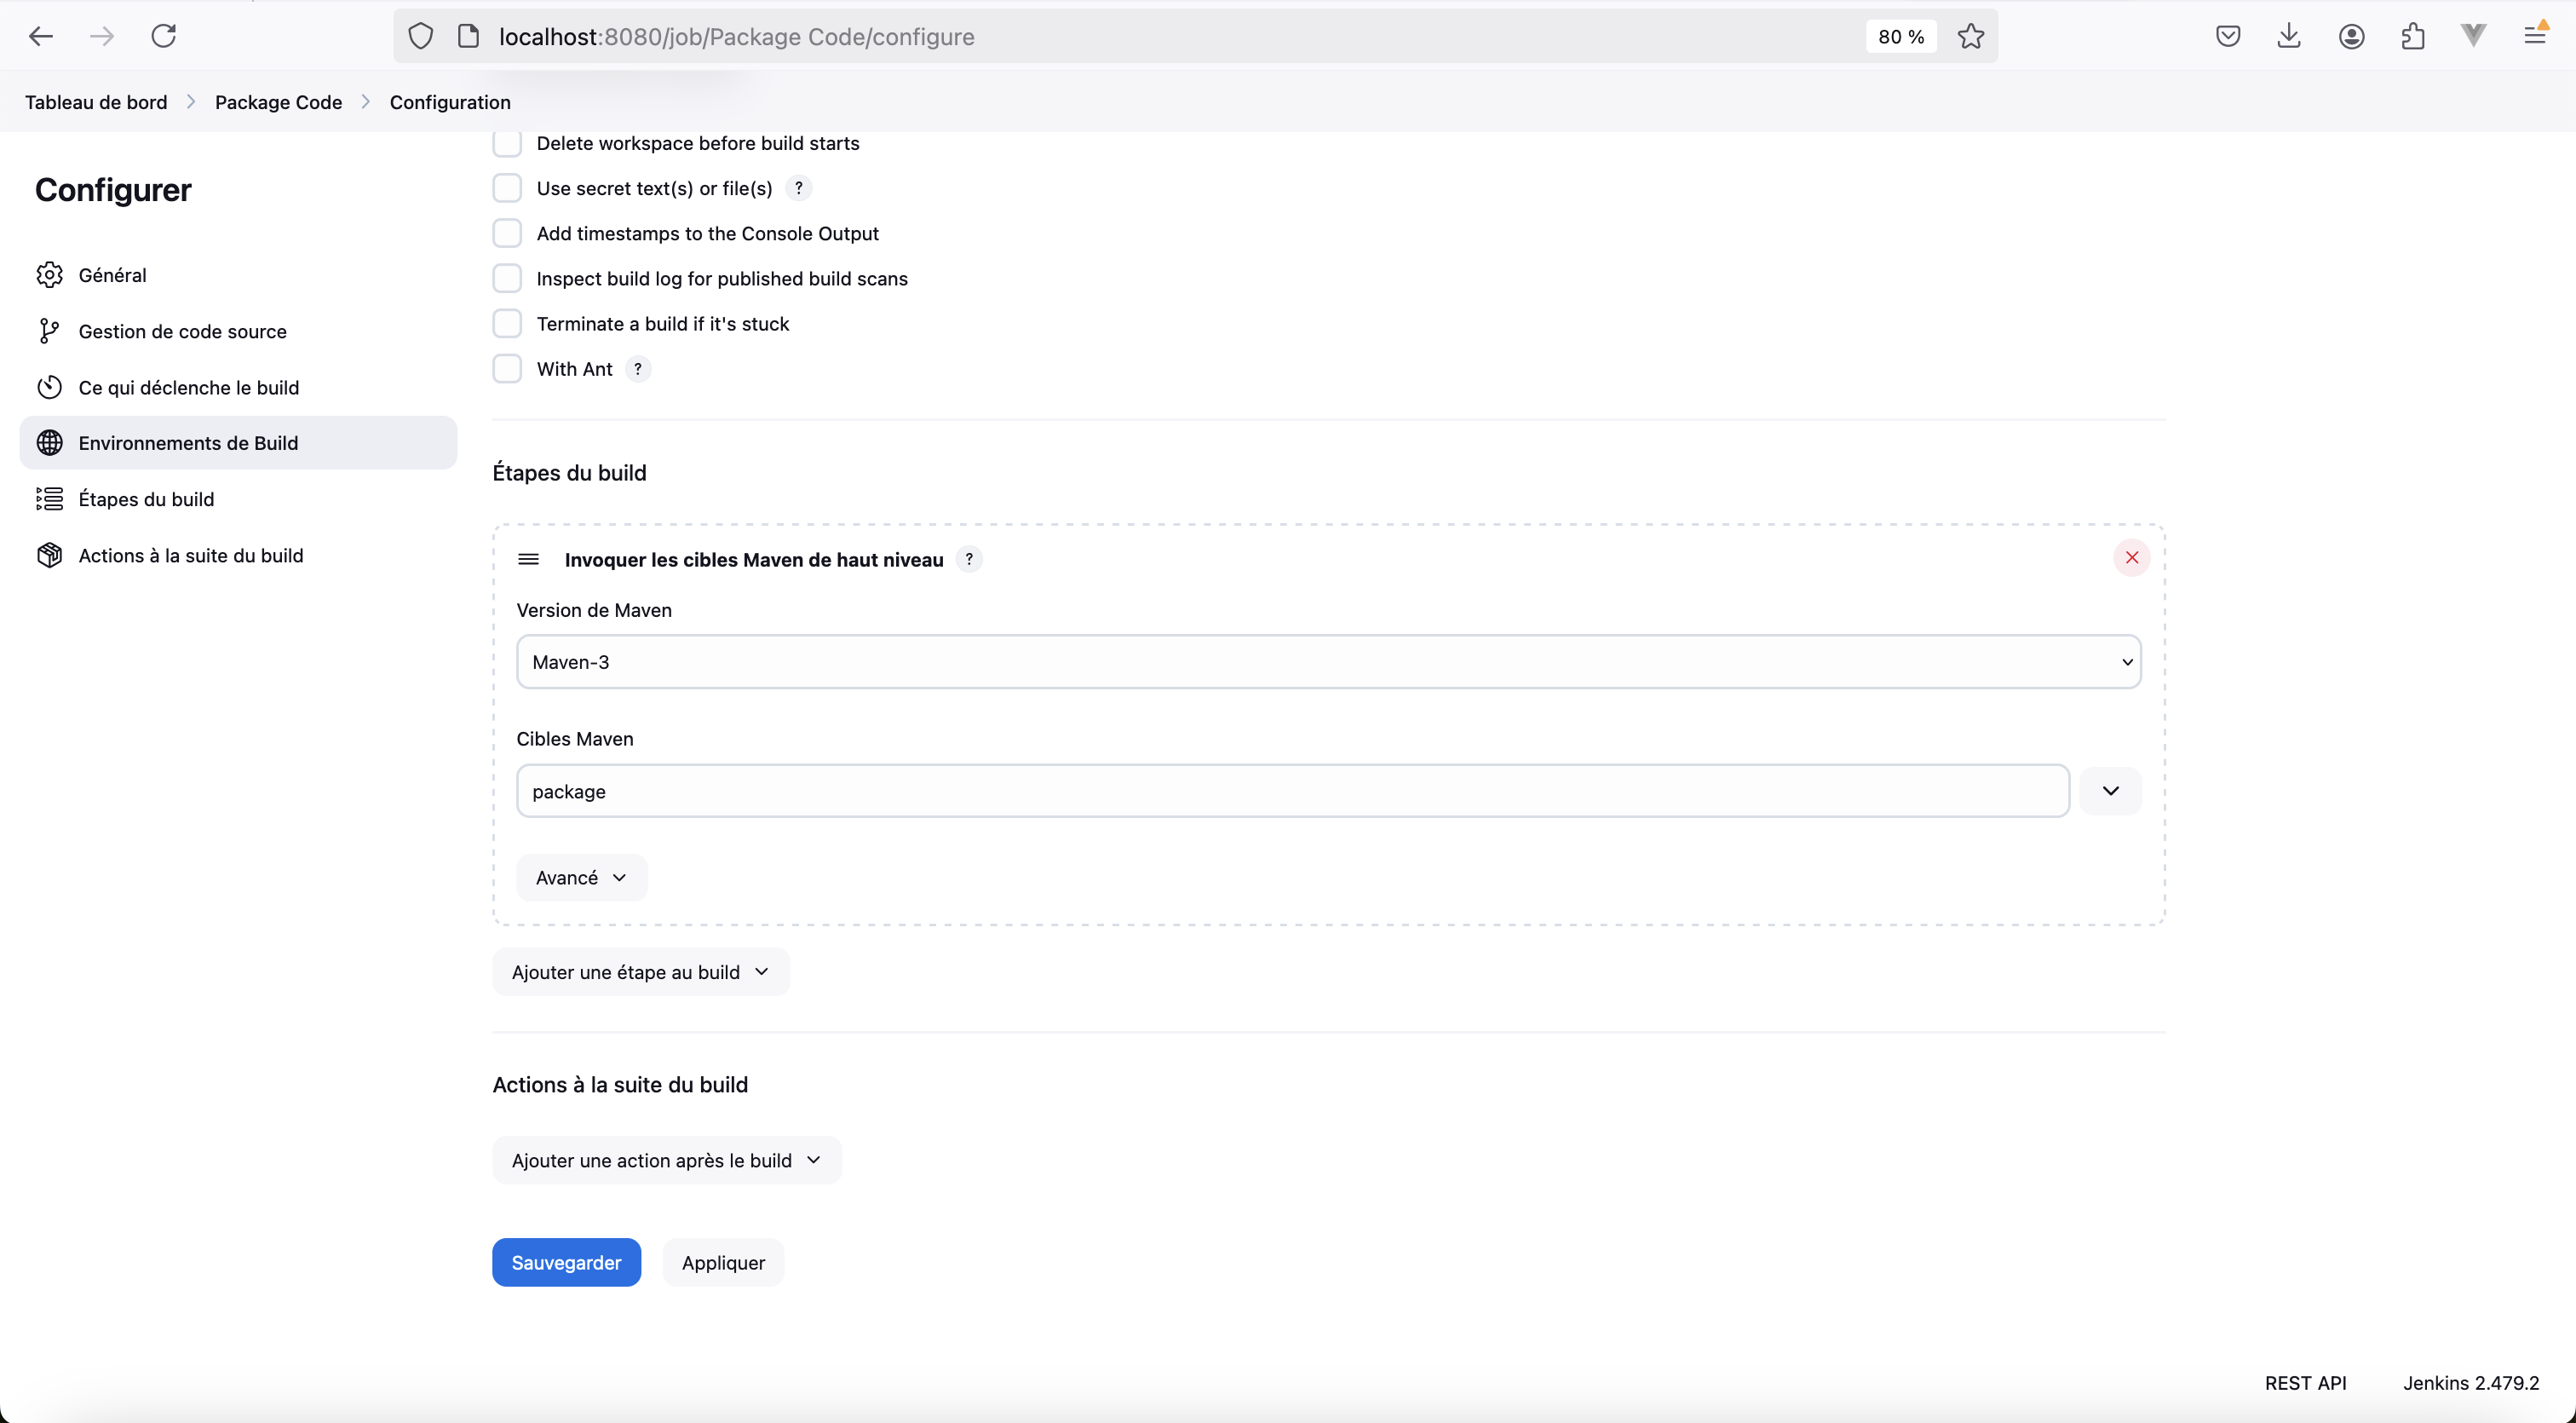 localhost:8080/job/Package Code/configure
80 %
Tableau de bord
Package Code
Configuration
Configurer
Général
Gestion de code source
Ce qui déclenche le build
Environnements de Build
Étapes du build
Actions à la suite du build
Delete workspace before build starts
Use secret text(s) or file(s) ?
Add timestamps to the Console Output
Inspect build log for published build scans
Terminate a build if it's stuck
With Ant ?
Étapes du build
Invoquer les cibles Maven de haut niveau ?
Version de Maven
Maven-3
Cibles Maven
package
Avancé
Ajouter une étape au build
Actions à la suite du build
Ajouter une action après le build
Sauvegarder
Appliquer
REST API
Jenkins 2.479.2